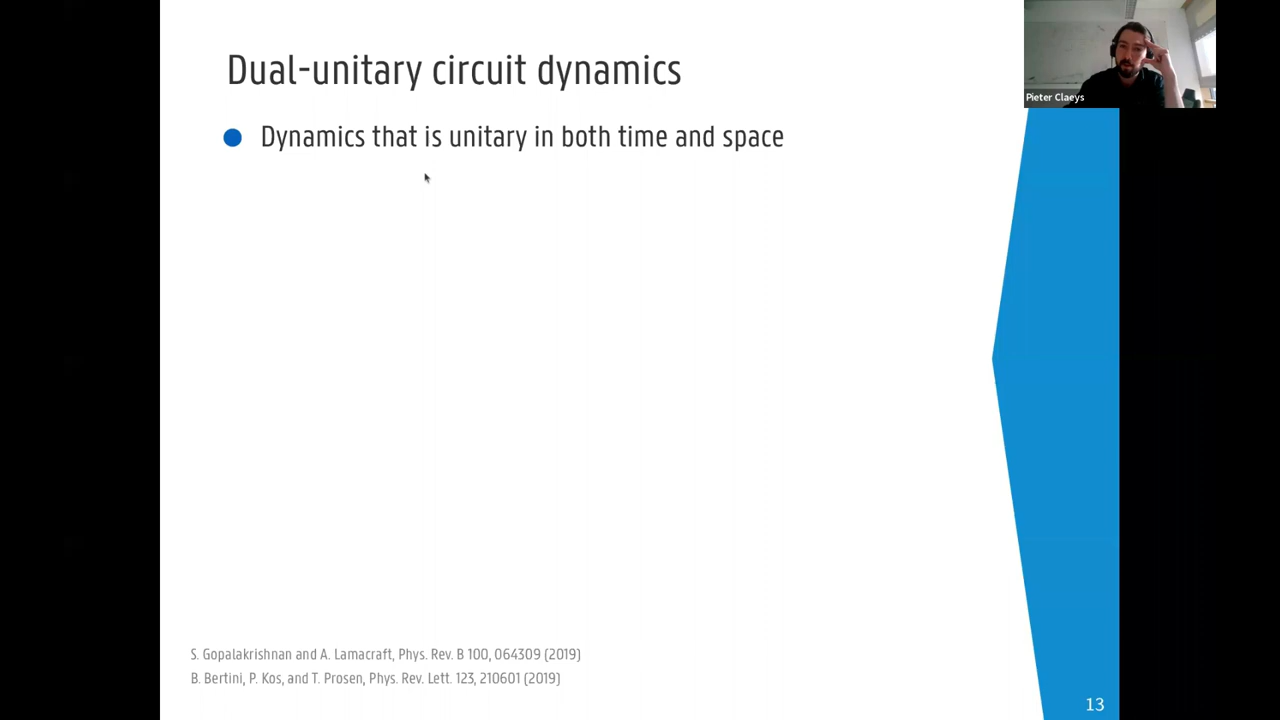 Dual-unitary circuit dynamics
Pieter Claeys
Dynamics that is unitary in both time and space
S. Gopalakrishnan and A. Lamacraft, Phys. Rev. B 100, 064309 (2019)
B. Bertini, P. Kos, and T. Prosen, Phys. Rev. Lett. 123, 210601 (2019)
13